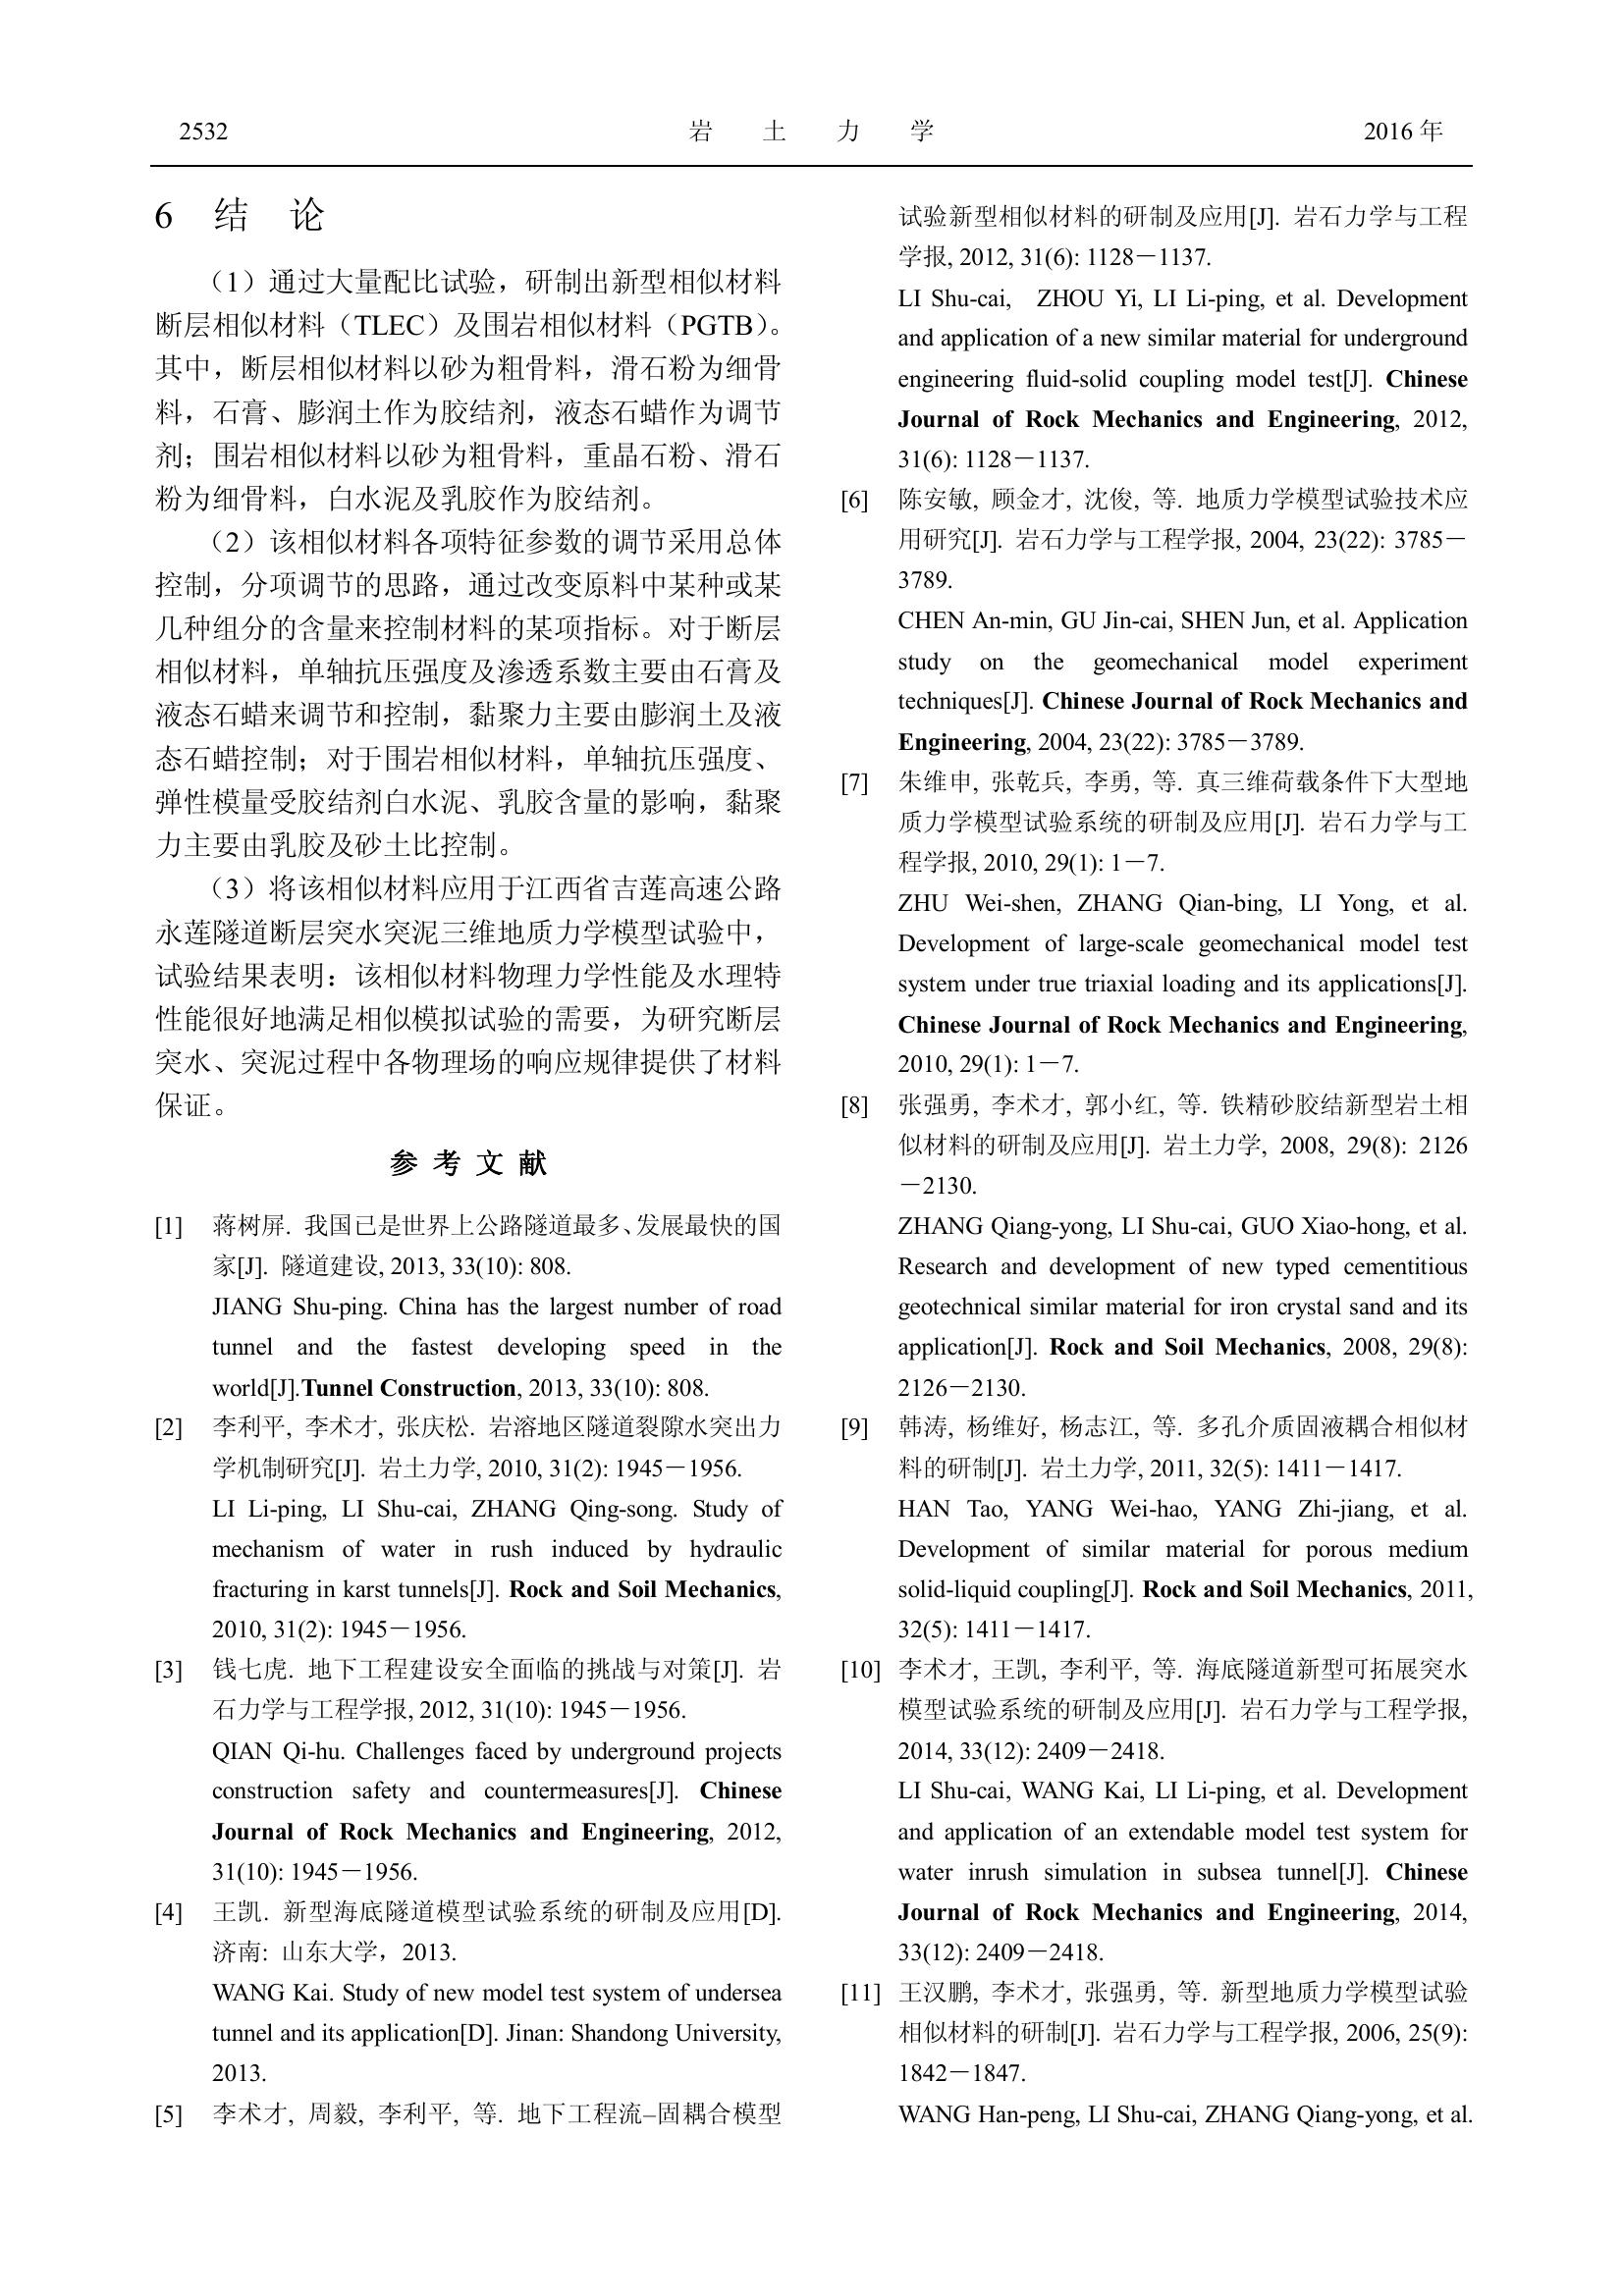 2532
岩 土 力 学
2016 年
6 结 论
（1）通过大量配比试验，研制出新型相似材料
断层相似材料（TLEC）及围岩相似材料（PGTB）。
其中，断层相似材料以砂为粗骨料，滑石粉为细骨
料，石膏、膨润土作为胶结剂，液态石蜡作为调节
剂；围岩相似材料以砂为粗骨料，重晶石粉、滑石
粉为细骨料，白水泥及乳胶作为胶结剂。
（2）该相似材料各项特征参数的调节采用总体
控制，分项调节的思路，通过改变原料中某种或某
几种组分的含量来控制材料的某项指标。对于断层
相似材料，单轴抗压强度及渗透系数主要由石膏及
液态石蜡来调节和控制，黏聚力主要由膨润土及液
态石蜡控制；对于围岩相似材料，单轴抗压强度、
弹性模量受胶结剂白水泥、乳胶含量的影响，黏聚
力主要由乳胶及砂土比控制。
（3）将该相似材料应用于江西省吉莲高速公路
永莲隧道断层突水突泥三维地质力学模型试验中，
试验结果表明：该相似材料物理力学性能及水理特
性能很好地满足相似模拟试验的需要，为研究断层
突水、突泥过程中各物理场的响应规律提供了材料
保证。
参 考 文 献
[1] 蒋树屏. 我国已是世界上公路隧道最多、发展最快的国
家[J]. 隧道建设, 2013, 33(10): 808.
JIANG Shu-ping. China has the largest number of road
tunnel and the fastest developing speed in the
world[J].Tunnel Construction, 2013, 33(10): 808.
[2] 李利平, 李术才, 张庆松. 岩溶地区隧道裂隙水突出力
学机制研究[J]. 岩土力学, 2010, 31(2): 1945－1956.
LI Li-ping, LI Shu-cai, ZHANG Qing-song. Study of
mechanism of water in rush induced by hydraulic
fracturing in karst tunnels[J]. Rock and Soil Mechanics,
2010, 31(2): 1945－1956.
[3] 钱七虎. 地下工程建设安全面临的挑战与对策[J]. 岩
石力学与工程学报, 2012, 31(10): 1945－1956.
QIAN Qi-hu. Challenges faced by underground projects
construction safety and countermeasures[J]. Chinese
Journal of Rock Mechanics and Engineering, 2012,
31(10): 1945－1956.
[4] 王凯. 新型海底隧道模型试验系统的研制及应用[D].
济南: 山东大学，2013.
WANG Kai. Study of new model test system of undersea
tunnel and its application[D]. Jinan: Shandong University,
2013.
[5] 李术才, 周毅, 李利平, 等. 地下工程流–固耦合模型
试验新型相似材料的研制及应用[J]. 岩石力学与工程
学报, 2012, 31(6): 1128－1137.
LI Shu-cai, ZHOU Yi, LI Li-ping, et al. Development
and application of a new similar material for underground
engineering fluid-solid coupling model test[J]. Chinese
Journal of Rock Mechanics and Engineering, 2012,
31(6): 1128－1137.
[6] 陈安敏, 顾金才, 沈俊, 等. 地质力学模型试验技术应
用研究[J]. 岩石力学与工程学报, 2004, 23(22): 3785－
3789.
CHEN An-min, GU Jin-cai, SHEN Jun, et al. Application
study on the geomechanical model experiment
techniques[J]. Chinese Journal of Rock Mechanics and
Engineering, 2004, 23(22): 3785－3789.
[7] 朱维申, 张乾兵, 李勇, 等. 真三维荷载条件下大型地
质力学模型试验系统的研制及应用[J]. 岩石力学与工
程学报, 2010, 29(1): 1－7.
ZHU Wei-shen, ZHANG Qian-bing, LI Yong, et al.
Development of large-scale geomechanical model test
system under true triaxial loading and its applications[J].
Chinese Journal of Rock Mechanics and Engineering,
2010, 29(1): 1－7.
[8] 张强勇, 李术才, 郭小红, 等. 铁精砂胶结新型岩土相
似材料的研制及应用[J]. 岩土力学, 2008, 29(8): 2126
－2130.
ZHANG Qiang-yong, LI Shu-cai, GUO Xiao-hong, et al.
Research and development of new typed cementitious
geotechnical similar material for iron crystal sand and its
application[J]. Rock and Soil Mechanics, 2008, 29(8):
2126－2130.
[9] 韩涛, 杨维好, 杨志江, 等. 多孔介质固液耦合相似材
料的研制[J]. 岩土力学, 2011, 32(5): 1411－1417.
HAN Tao, YANG Wei-hao, YANG Zhi-jiang, et al.
Development of similar material for porous medium
solid-liquid coupling[J]. Rock and Soil Mechanics, 2011,
32(5): 1411－1417.
[10] 李术才, 王凯, 李利平, 等. 海底隧道新型可拓展突水
模型试验系统的研制及应用[J]. 岩石力学与工程学报,
2014, 33(12): 2409－2418.
LI Shu-cai, WANG Kai, LI Li-ping, et al. Development
and application of an extendable model test system for
water inrush simulation in subsea tunnel[J]. Chinese
Journal of Rock Mechanics and Engineering, 2014,
33(12): 2409－2418.
[11] 王汉鹏, 李术才, 张强勇, 等. 新型地质力学模型试验
相似材料的研制[J]. 岩石力学与工程学报, 2006, 25(9):
1842－1847.
WANG Han-peng, LI Shu-cai, ZHANG Qiang-yong, et al.